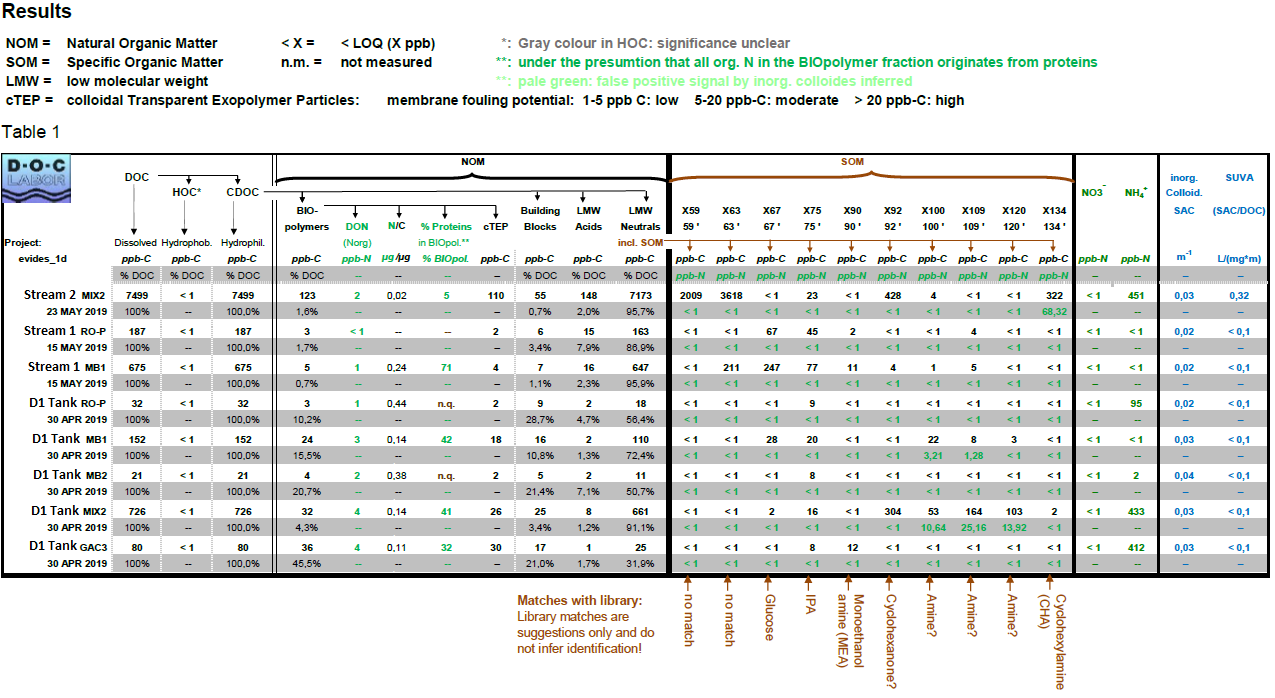 Results
NOM = Natural Organic Matter < X = < LOQ (X ppb) *: Gray colour in HOC: significance unclear
SOM = Specific Organic Matter n.m. = not measured **: under the presumtion that all org. N in the BIOpolymer fraction originates from proteins
LMW = low molecular weight **: pale green: false positive signal by inorg. colloides inferred
cTEP = colloidal Transparent Exopolymer Particles: membrane fouling potential: 1-5 ppb C: low 5-20 ppb-C: moderate > 20 ppb-C: high
Table 1
D·O·C NOM SOM
LABOR DOC inorg. SUVA
HOC* CDOC NO3⁻ NH₄⁺ Colloid.
BIO- Building LMW LMW X59 X63 X67 X75 X90 X92 X100 X109 X120 X134 SAC (SAC/DOC)
polymers DON N/C % Proteins cTEP Blocks Acids Neutrals 59 ' 63 ' 67 ' 75 ' 90 ' 92 ' 100 ' 109 ' 120 ' 134 '
Project: Dissolved Hydrophob. Hydrophil. (Norg) in BIOpol.** incl. SOM
evides_1d ppb-C ppb-C ppb-C ppb-C ppb-N µg/µg % BIOpol. ppb-C ppb-C ppb-C ppb-C ppb-C ppb-C ppb-C ppb-C ppb-C ppb-C ppb-C ppb-C ppb-C ppb-C ppb-N ppb-N m⁻¹ L/(mg*m)
% DOC % DOC % DOC % DOC % DOC % DOC % DOC ppb-N ppb-N ppb-N ppb-N ppb-N ppb-N ppb-N ppb-N ppb-N ppb-N
Stream 2 MIX2 7499 < 1 7499 123 2 0,02 5 110 55 148 7173 2009 3618 < 1 23 < 1 428 4 < 1 < 1 322 < 1 451 0,03 0,32
23 MAY 2019 100% -- 100,0% 1,6% -- -- -- -- 0,7% 2,0% 95,7% < 1 < 1 < 1 < 1 < 1 < 1 < 1 < 1 < 1 68,32 -- -- -- --
Stream 1 RO-P 187 < 1 187 3 < 1 -- -- 2 6 15 163 < 1 < 1 67 45 2 < 1 < 1 4 < 1 < 1 < 1 < 1 0,02 < 0,1
15 MAY 2019 100% -- 100,0% 1,7% -- -- -- -- 3,4% 7,9% 86,9% < 1 < 1 < 1 < 1 < 1 < 1 < 1 < 1 < 1 < 1 -- -- -- --
Stream 1 MB1 675 < 1 675 5 1 0,24 71 4 7 16 647 < 1 211 247 77 11 4 1 5 < 1 < 1 < 1 < 1 0,02 < 0,1
15 MAY 2019 100% -- 100,0% 0,7% -- -- -- -- 1,1% 2,3% 95,9% < 1 < 1 < 1 < 1 < 1 < 1 < 1 < 1 < 1 < 1 -- -- -- --
D1 Tank RO-P 32 < 1 32 3 1 0,44 n.q. 2 9 2 18 < 1 < 1 < 1 9 < 1 < 1 < 1 < 1 < 1 < 1 < 1 95 0,02 < 0,1
30 APR 2019 100% -- 100,0% 10,2% -- -- -- -- 28,7% 4,7% 56,4% < 1 < 1 < 1 < 1 < 1 < 1 < 1 < 1 < 1 < 1 -- -- -- --
D1 Tank MB1 152 < 1 152 24 3 0,14 42 18 16 2 110 < 1 < 1 28 20 < 1 < 1 22 8 3 < 1 < 1 < 1 0,03 < 0,1
30 APR 2019 100% -- 100,0% 15,5% -- -- -- -- 10,8% 1,3% 72,4% < 1 < 1 < 1 < 1 < 1 < 1 3,21 1,28 < 1 < 1 -- -- -- --
D1 Tank MB2 21 < 1 21 4 2 0,38 n.q. 2 5 2 11 < 1 < 1 < 1 8 < 1 < 1 < 1 < 1 < 1 < 1 < 1 2 0,04 < 0,1
30 APR 2019 100% -- 100,0% 20,7% -- -- -- -- 21,4% 7,1% 50,7% < 1 < 1 < 1 < 1 < 1 < 1 < 1 < 1 < 1 < 1 -- -- -- --
D1 Tank MIX2 726 < 1 726 32 4 0,14 41 26 25 8 661 < 1 < 1 2 16 < 1 304 53 164 103 2 < 1 433 0,03 < 0,1
30 APR 2019 100% -- 100,0% 4,3% -- -- -- -- 3,4% 1,2% 91,1% < 1 < 1 < 1 < 1 < 1 < 1 10,64 25,16 13,92 < 1 -- -- -- --
D1 Tank GAC3 80 < 1 80 36 4 0,11 32 30 17 1 25 < 1 < 1 < 1 8 12 < 1 < 1 < 1 < 1 < 1 < 1 412 0,03 < 0,1
30 APR 2019 100% -- 100,0% 45,5% -- -- -- -- 21,0% 1,7% 31,9% < 1 < 1 < 1 < 1 < 1 < 1 < 1 < 1 < 1 < 1 -- -- -- --
Matches with library:
Library matches are
suggestions only and do
not infer identification!
no match
no match
Glucose
IPA
Monoethanol
amine (MEA)
Cyclohexanone?
Amine?
Amine?
Amine?
Cyclohexylamine
(CHA)